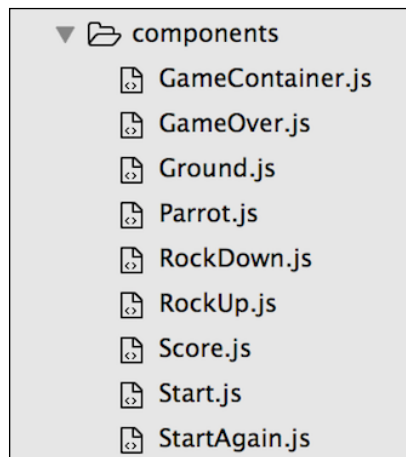 components
GameContainer.js
GameOver.js
Ground.js
Parrot.js
RockDown.js
RockUp.js
Score.js
Start.js
StartAgain.js